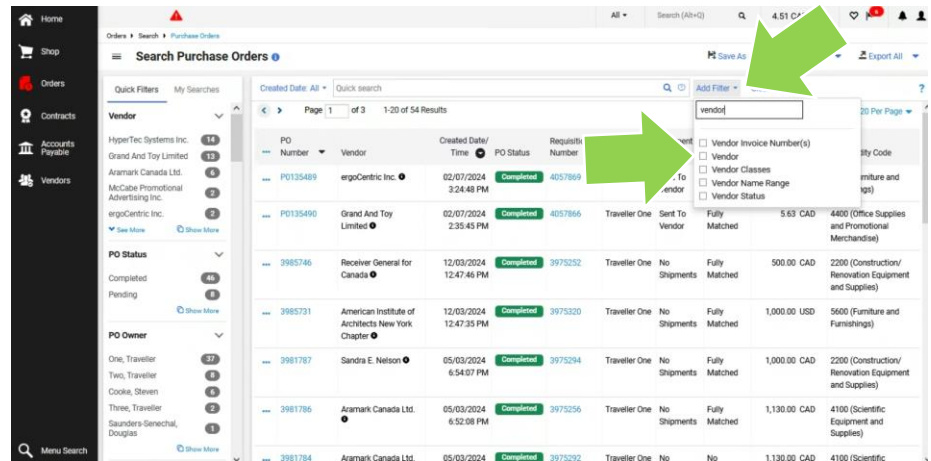 Home
Shop
Orders
Contracts
Accounts
Payable
Vendors
Menu Search
All
Search (Alt+Q)
Orders
Search
Purchase Orders
Search Purchase Orders
Save As
Export All
Quick Filters
My Searches
Vendor
HyperTec Systems Inc. 14
Grand And Toy Limited 13
Aramark Canada Ltd. 6
McCabe Promotional
Advertising Inc. 2
ergoCentric Inc. 2
See More
Show More
PO Status
Completed 46
Pending 8
Show More
PO Owner
One, Traveller 37
Two, Traveller 8
Cooke, Steven 6
Three, Traveller 2
Saunders-Senechal,
Douglas 1
Show More
Created Date: All
Quick search
Add Filter
?
Page 1 of 3
1-20 of 54 Results
20 Per Page
vendor
Vendor Invoice Number(s)
Vendor
Vendor Classes
Vendor Name Range
Vendor Status
PO
Number
Vendor
Created Date/
Time
PO Status
Requisition
Number
P0135489 ergoCentric Inc. 02/07/2024
3:24:48 PM Completed 4057869
P0135490 Grand And Toy
Limited 02/07/2024
2:35:45 PM Completed 4057866 Traveller One Sent To
Vendor Fully
Matched 5.63 CAD 4400 (Office Supplies
and Promotional
Merchandise)
3985746 Receiver General for
Canada 12/03/2024
12:47:46 PM Completed 3975252 Traveller One No
Shipments Fully
Matched 500.00 CAD 2200 (Construction/
Renovation Equipment
and Supplies)
3985731 American Institute of
Architects New York
Chapter 12/03/2024
12:47:35 PM Completed 3975320 Traveller One No
Shipments Fully
Matched 1,000.00 USD 5600 (Furniture and
Furnishings)
3981787 Sandra E. Nelson 05/03/2024
6:54:07 PM Completed 3975294 Traveller One No
Shipments Fully
Matched 1,000.00 CAD 2200 (Construction/
Renovation Equipment
and Supplies)
3981786 Aramark Canada Ltd. 05/03/2024
6:52:08 PM Completed 3975256 Traveller One No
Shipments Fully
Matched 1,130.00 CAD 4100 (Scientific
Equipment and
Supplies)
3981784 Aramark Canada Ltd. 05/03/2024 Completed 3975292 Traveller One No No 1,130.00 CAD 4100 (Scientific